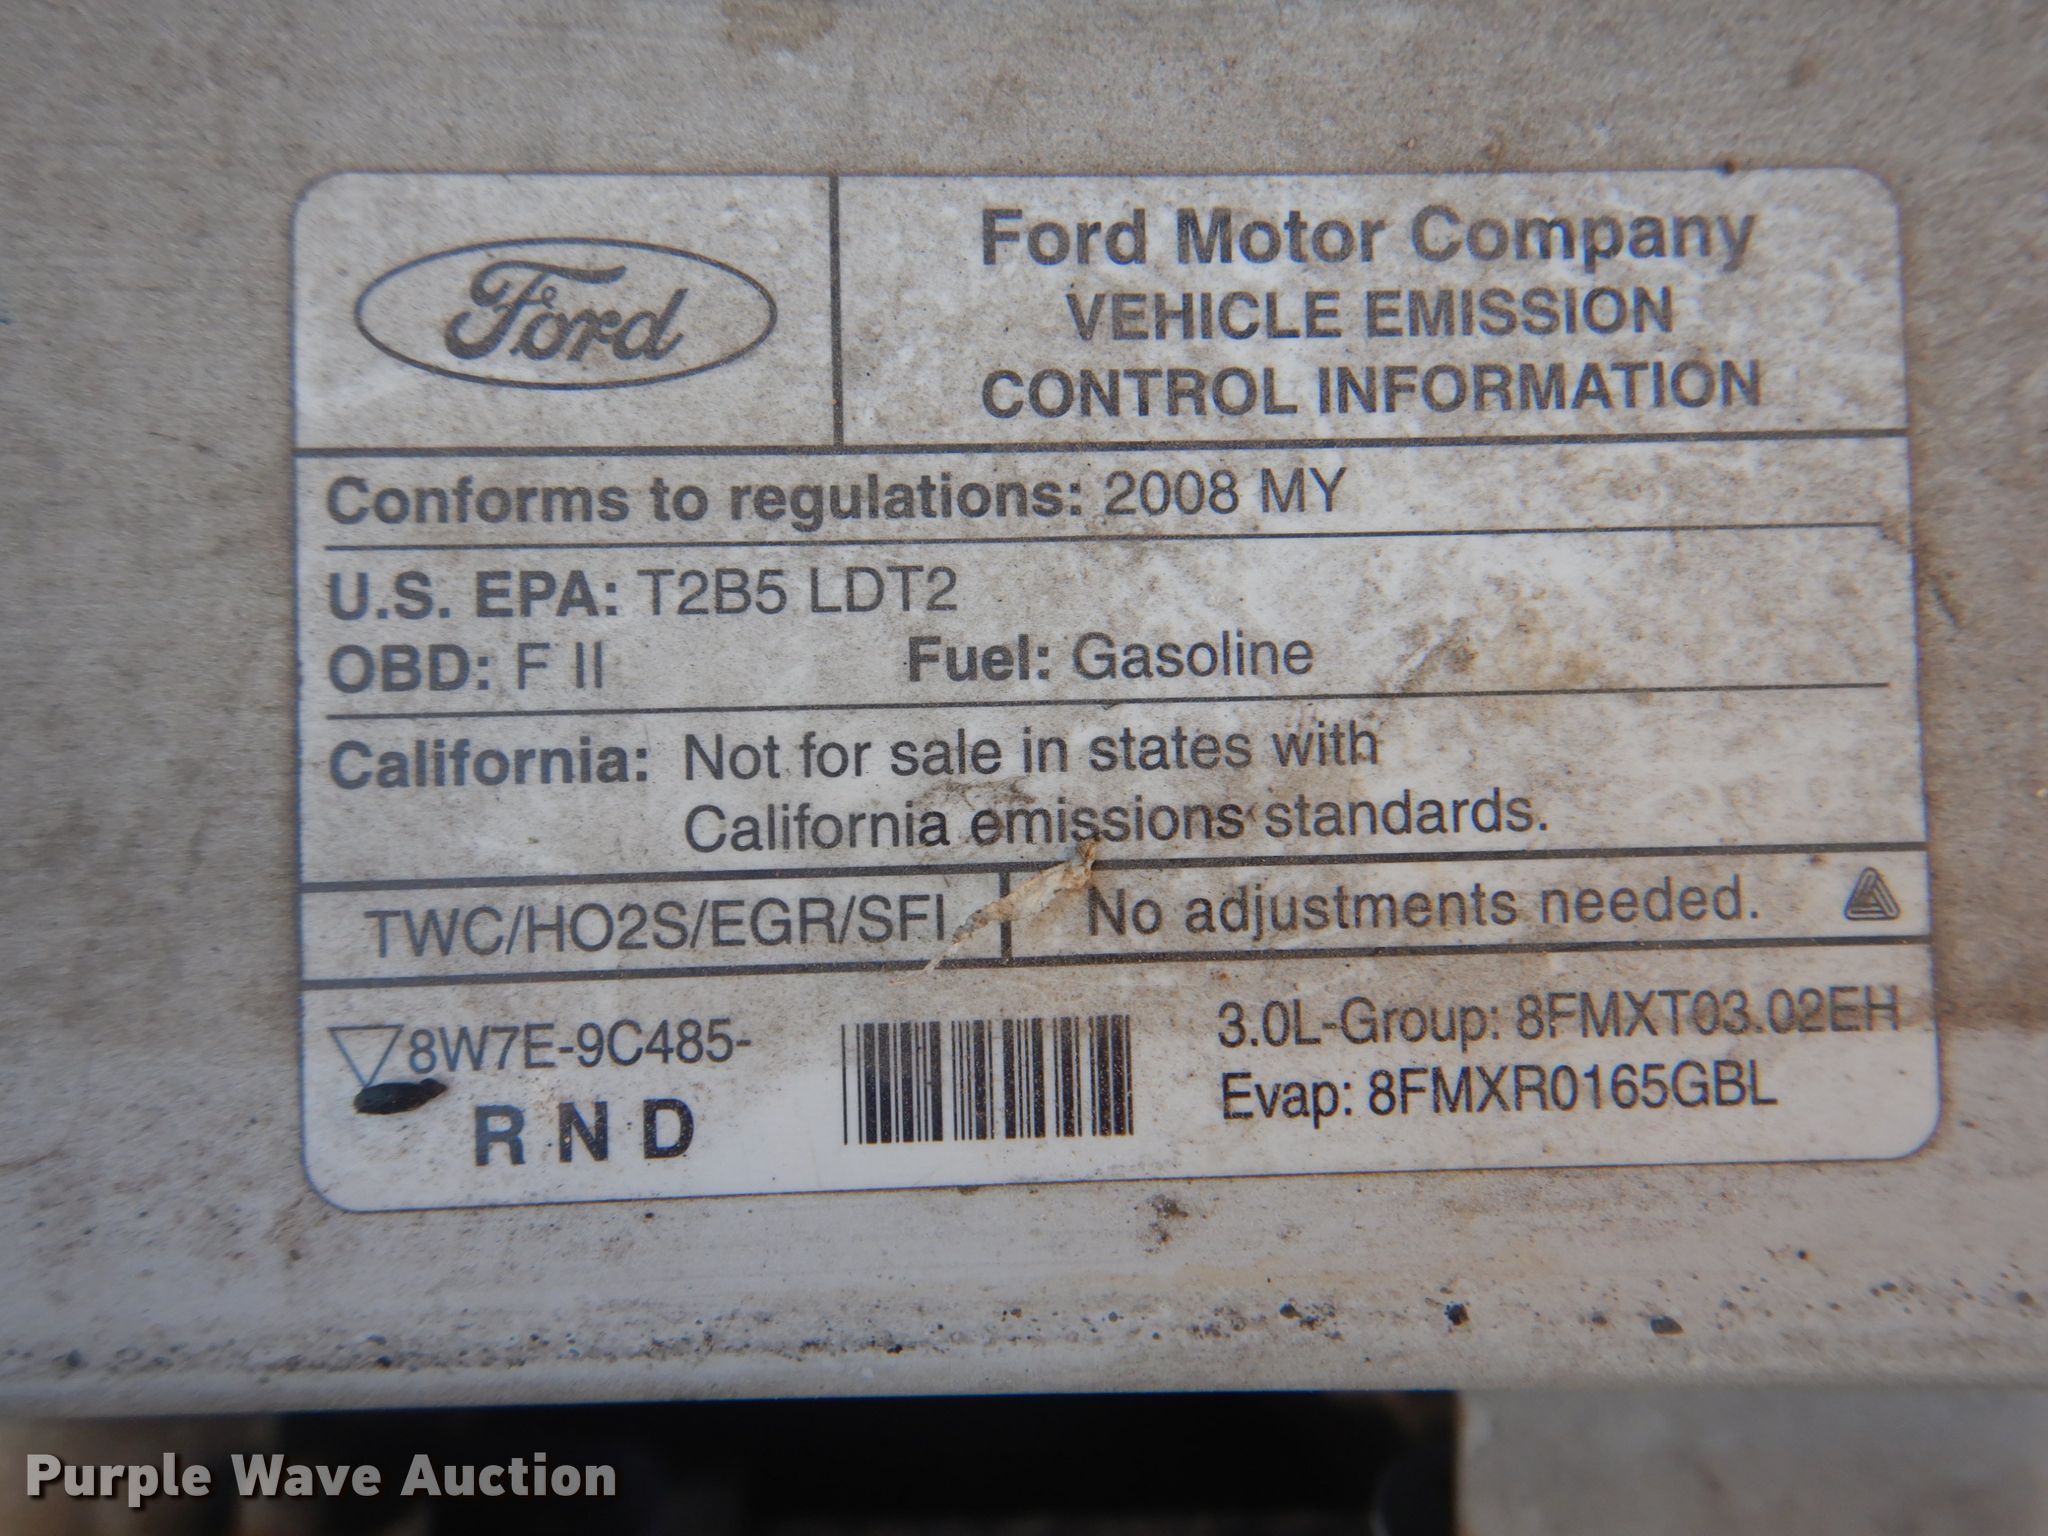 Ford
Ford Motor Company
VEHICLE EMISSION
CONTROL INFORMATION
Conforms to regulations: 2008 MY
U.S. EPA: T2B5 LDT2
OBD: F II Fuel: Gasoline
California: Not for sale in states with
California emissions standards.
TWC/HO2S/EGR/SFI
No adjustments needed.
8W7E-9C485-
R N D
3.0L-Group: 8FMXT03.02EH
Evap: 8FMXR0165GBL
Purple Wave Auction